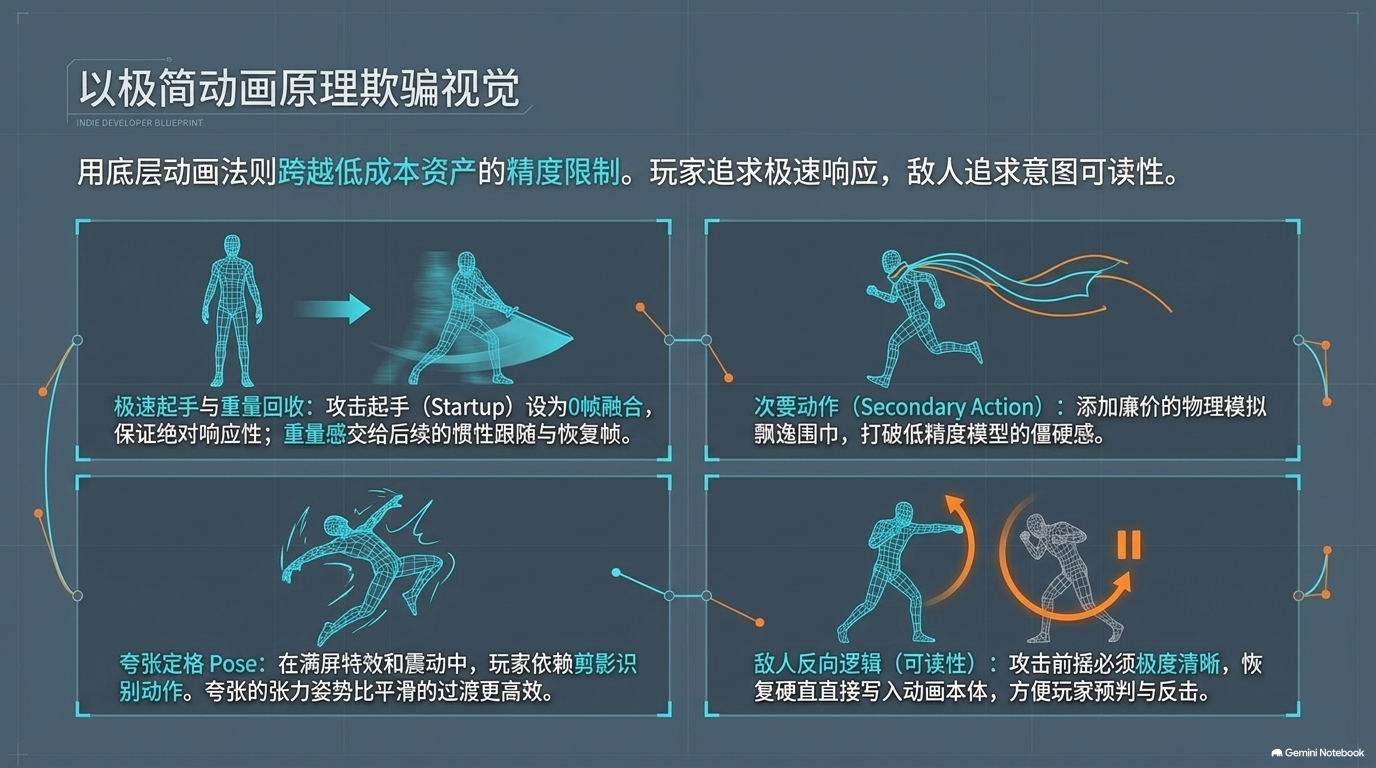 以极简动画原理欺骗视觉
INDIE DEVELOPER BLUEPRINT
用底层动画法则跨越低成本资产的精度限制。玩家追求极速响应，敌人追求意图可读性。
极速起手与重量回收：攻击起手（Startup）设为0帧融合，
保证绝对响应性；重量感交给后续的惯性跟随与恢复帧。
次要动作（Secondary Action）：添加廉价的物理模拟
飘逸围巾，打破低精度模型的僵硬感。
夸张定格 Pose：在满屏特效和震动中，玩家依赖剪影识
别动作。夸张的张力姿势比平滑的过渡更高效。
敌人反向逻辑（可读性）：攻击前摇必须极度清晰，恢
复硬直直接写入动画本体，方便玩家预判与反击。
Gemini Notebook